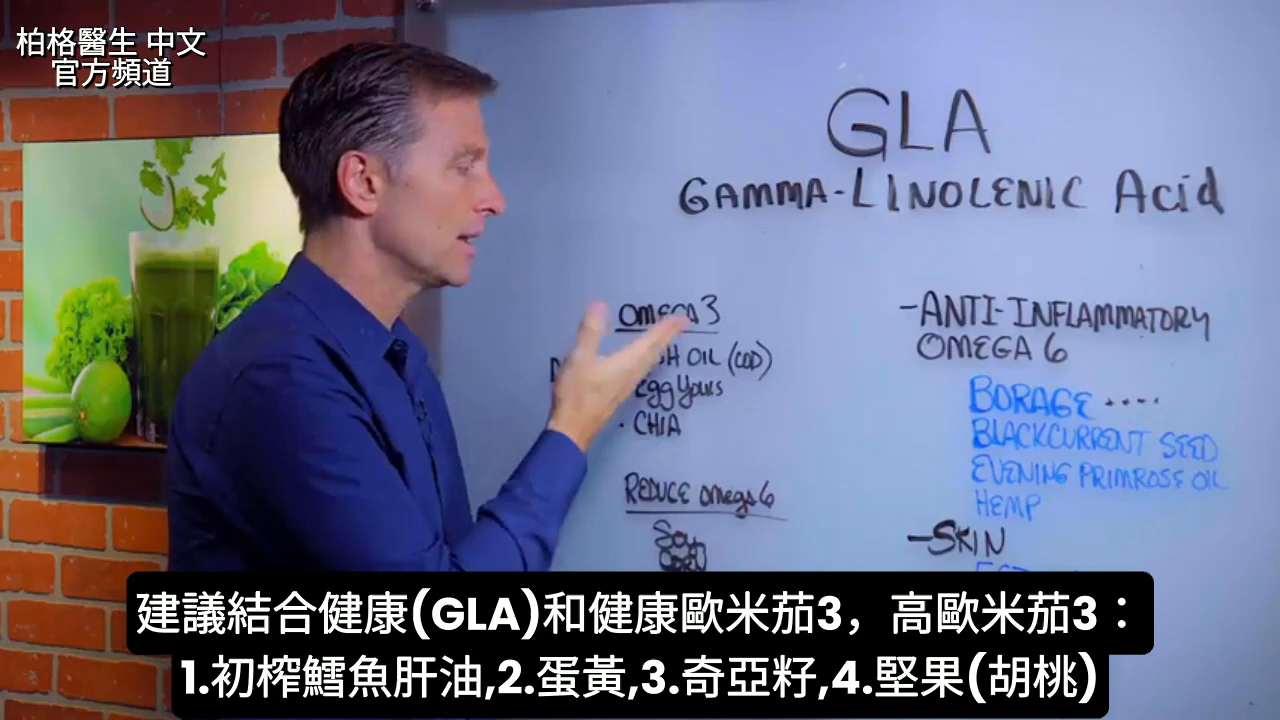 柏格醫生 中文
官方頻道
GLA
GAMMA-LINOLENIC Acid
OMEGA 3
OIL (COD)
Egg Yolks
· CHIA
REDUCE Omega 6
Soy
-ANTI-INFLAMMATORY
OMEGA 6
BORAGE ····
BLACKCURRENT SEED
EVENING PRIMROSE OIL
HEMP
-SKIN
建議結合健康(GLA)和健康歐米茄3，高歐米茄3：
1.初榨鱈魚肝油,2.蛋黃,3.奇亞籽,4.堅果(胡桃)